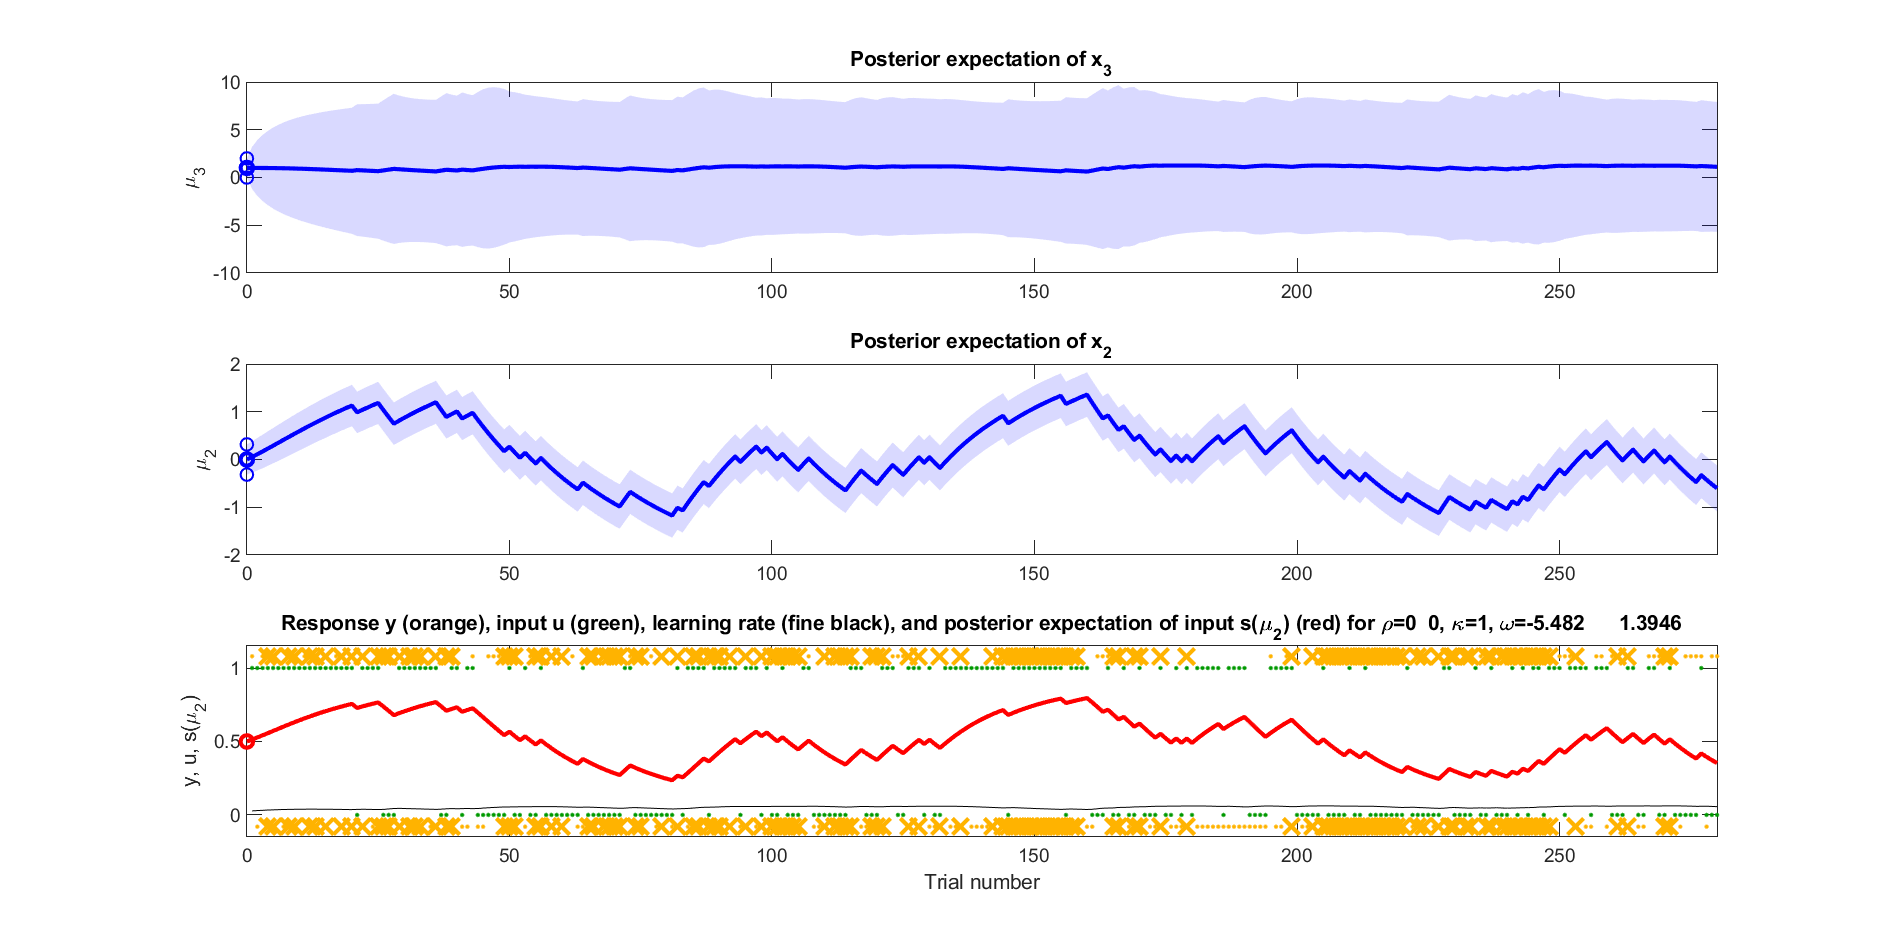 Posterior expectation of x₃
10
5
0
-5
-10
μ₃
0 50 100 150 200 250
Posterior expectation of x₂
2
1
0
-1
-2
μ₂
0 50 100 150 200 250
Response y (orange), input u (green), learning rate (fine black), and posterior expectation of input s(μ₂) (red) for ρ=0 0, κ=1, ω=-5.482 1.3946
1
0.5
0
y, u, s(μ₂)
0 50 100 150 200 250
Trial number